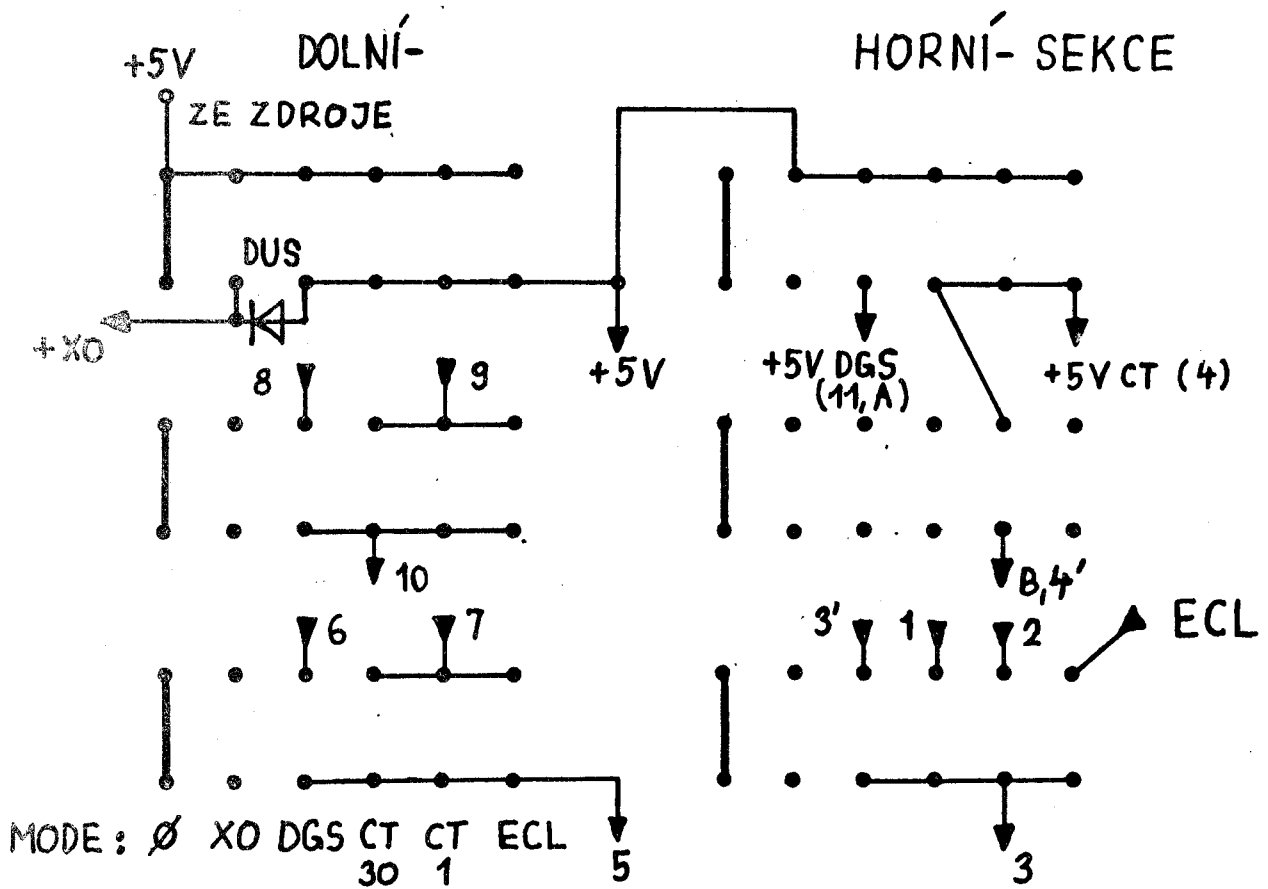 DOLNÍ-
HORNÍ- SEKCE
+5V
ZE ZDROJE
DUS
+XO
8
9
+5V
+5V DGS
(11,A)
+5V CT (4)
10
B,4'
6
7
3'
1
2
ECL
MODE: Ø XO DGS CT CT ECL
30 1
5
3